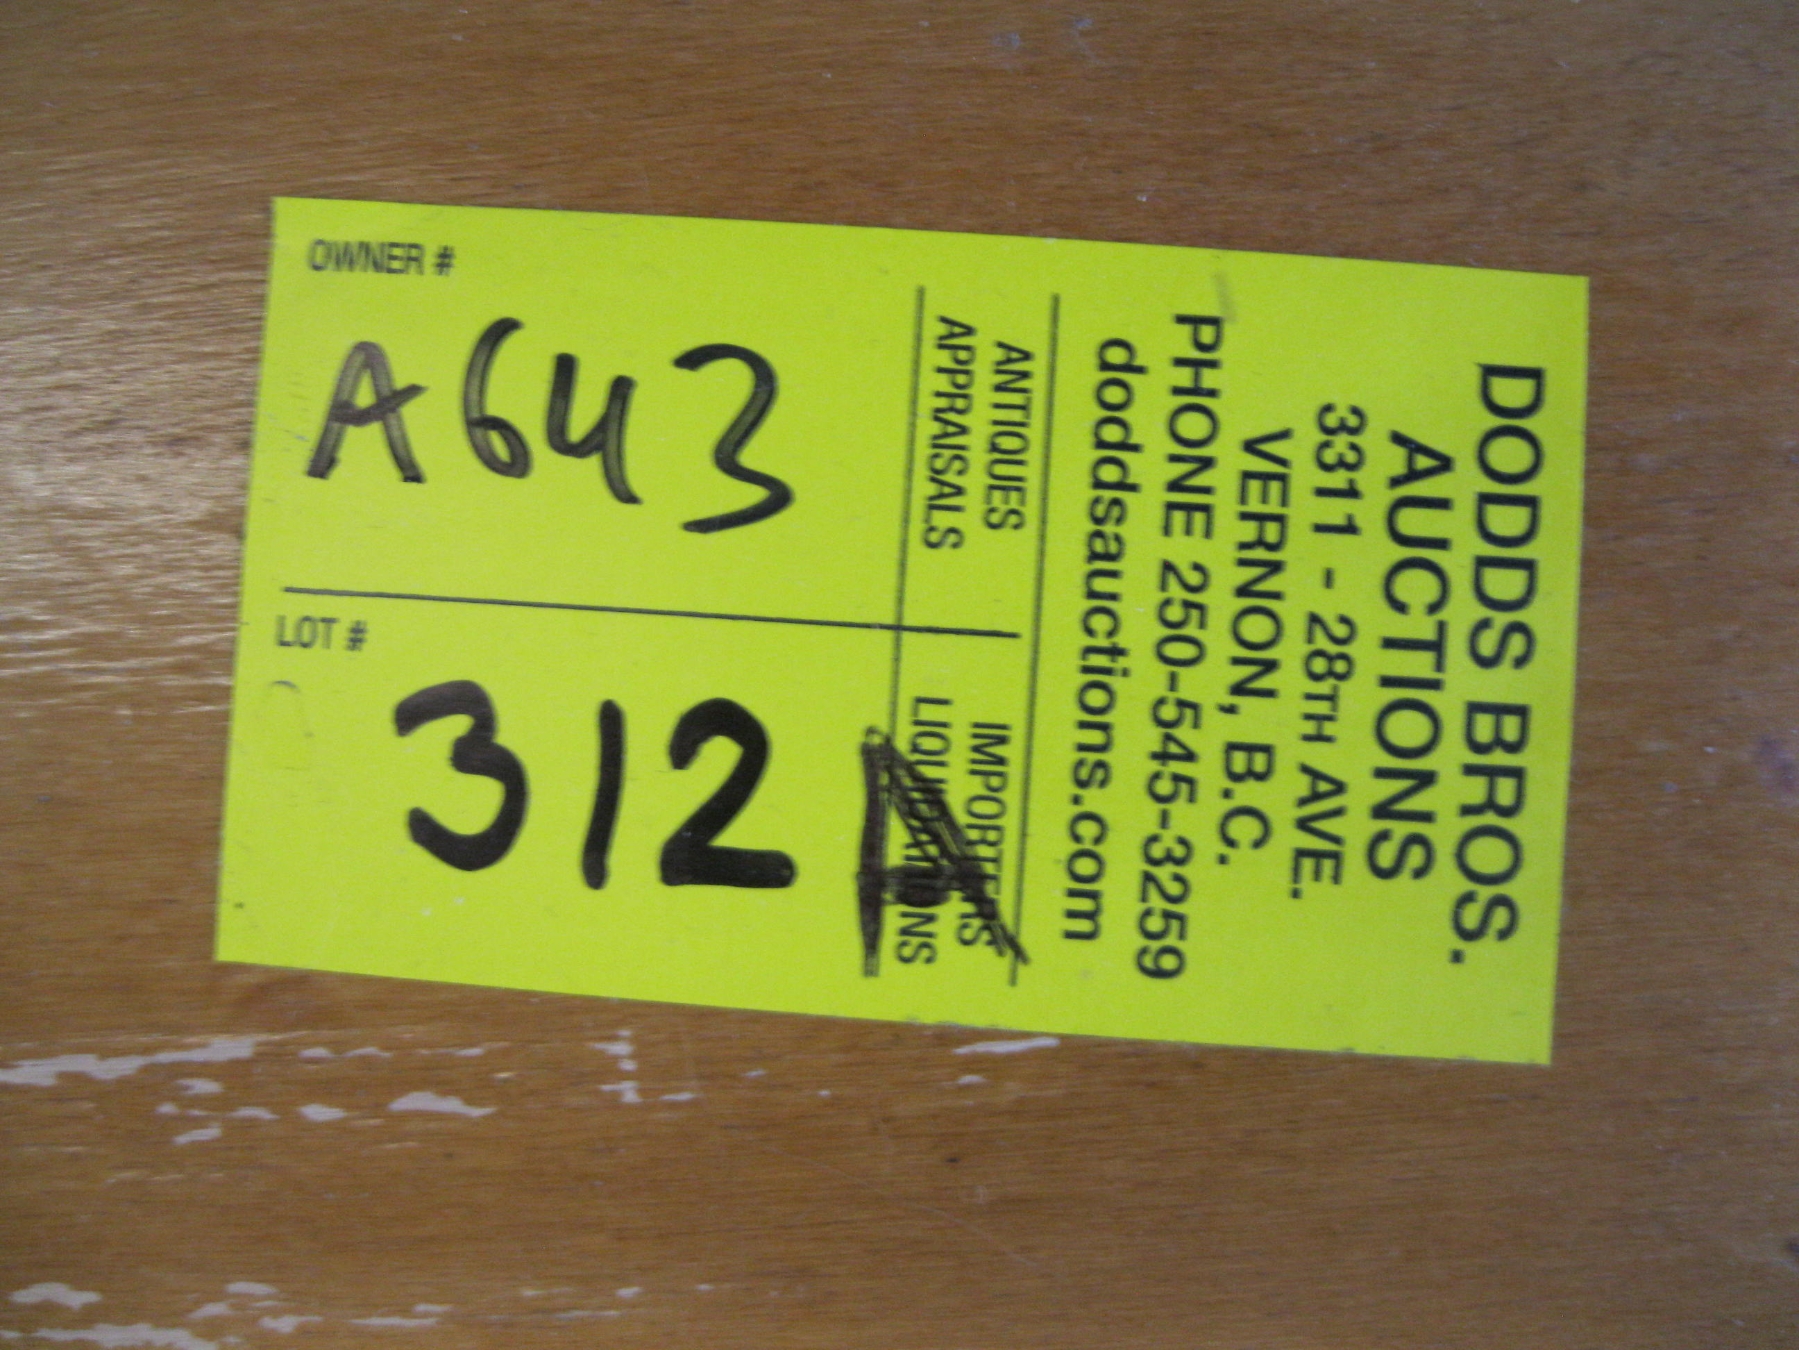 DODDS BROS.
AUCTIONS
3311 - 28TH AVE.
VERNON, B.C.
PHONE 250-545-3259
doddsauctions.com
ANTIQUES
APPRAISALS
IMPORTERS
LIQUIDATIONS
OWNER #
A643
LOT #
312